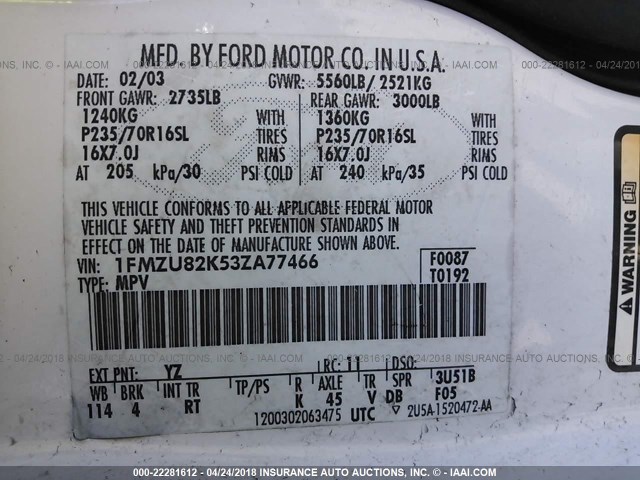 MFD. BY FORD MOTOR CO. IN U.S.A.
DATE: 02/03 GVWR: 5560LB/ 2521KG
FRONT GAWR: 2735LB REAR GAWR: 3000LB
1240KG WITH 1360KG WITH
P235/70R16SL TIRES P235/70R16SL TIRES
16X7.0J RIMS 16X7.0J RIMS
AT 205 kPa/30 PSI COLD AT 240 kPa/35 PSI COLD
THIS VEHICLE CONFORMS TO ALL APPLICABLE FEDERAL MOTOR
VEHICLE SAFETY AND THEFT PREVENTION STANDARDS IN
EFFECT ON THE DATE OF MANUFACTURE SHOWN ABOVE.
VIN: 1FMZU82K53ZA77466 F0087
TYPE: MPV T0192
EXT PNT: YZ RC: 11 DSO:
WB BRK INT TR TP/PS R AXLE TR SPR 3U51B
114 4 RT K 45 V DB F05
1200302063475 UTC 2U5A-1520472-AA
WARNING
000-22281612 - 04/24/2018 INSURANCE AUTO AUCTIONS, INC. - IAAI.COM